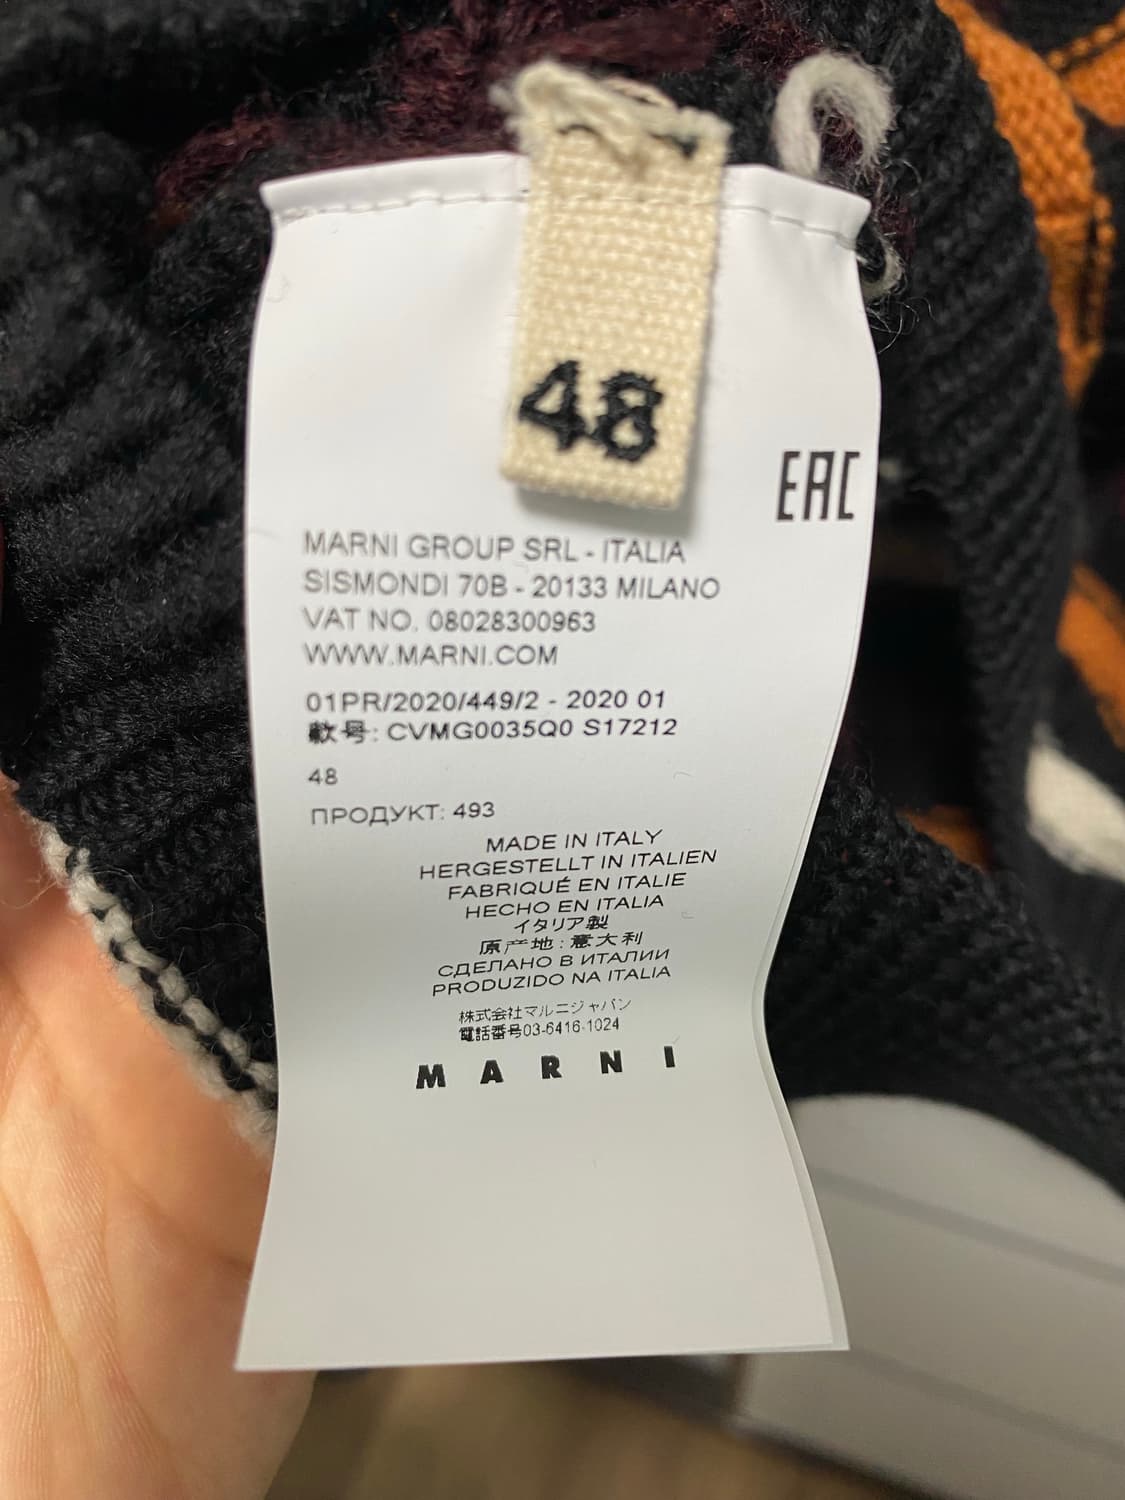 48
EAC
MARNI GROUP SRL - ITALIA
SISMONDI 70B - 20133 MILANO
VAT NO. 08028300963
WWW.MARNI.COM
01PR/2020/449/2 - 2020 01
款号: CVMG0035Q0 S17212
48
ПРОДУКТ: 493
MADE IN ITALY
HERGESTELLT IN ITALIEN
FABRIQUÉ EN ITALIE
HECHO EN ITALIA
イタリア製
原产地: 意大利
СДЕЛАНО В ИТАЛИИ
PRODUZIDO NA ITALIA
株式会社マルニジャパン
電話番号03-6416-1024
MARNI